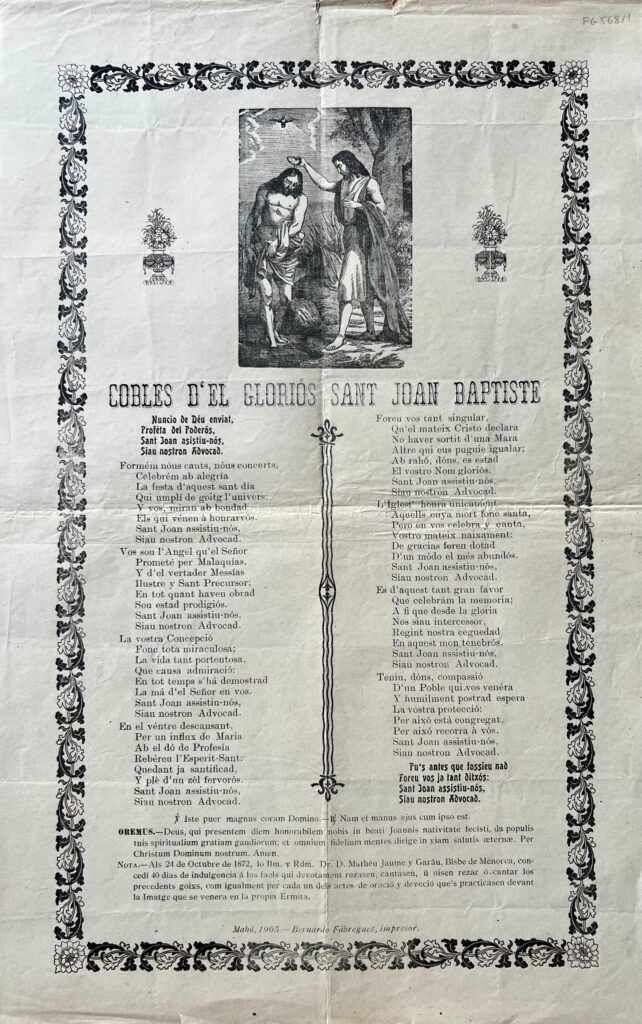 FG 568/1
COBLES D'EL GLORIÓS SANT JOAN BAPTISTE
Nuncio de Déu enviat,
Proféta del Poderós,
Sant Joan asistiu-nós,
Siau nostron Advocad.
Formém nóus cants, nóus concerts,
Celebrém ab alegria
La festa d'aquest sant dia
Qui umplí de goitg l'univers:
Y vos, mirau ab bondad
Els qui vénen à honrarvós.
Sant Joan assistiu-nós,
Siau nostron Advocad.
Vos sou l'Angel qu'el Señor
Prometé per Malaquías,
Y d'el vertader Messías
Ilustre y Sant Precursor:
En tot quant haveu obrad
Sou estad prodigiós.
Sant Joan assistiu-nós,
Siau nostron Advocad.
La vostra Concepció
Fonc tota miraculosa;
La vida tant portentosa,
Que causa admiració:
En tot temps s'há demostrad
La má d'el Señor en vos.
Sant Joan assistiu-nós,
Siau nostron Advocad.
En el véntre descansant,
Per un influx de María
Ab el dó de Profesía
Rebéreu l'Esperit-Sant:
Quedant ja santificad,
Y plè d'un zèl fervorós.
Sant Joan assistiu-nós,
Siau nostron Advocad.
Foreu vos tant singular,
Qu'el mateix Cristo declara
No haver sortit d'una Mara
Altre qui eus puguie igualar;
Ab rahó, dóns, es estad
El vostro Nom gloriós.
Sant Joan assistiu-nós,
Siau nostron Advocad.
L'Iglesi' honra unicament
Aquells cuya mort fonc santa,
Pero en vos celebra y canta,
Vostro mateix naixament:
De gracias féreu dotad
D'un módo el més abundós.
Sant Joan assistiu-nós,
Siau nostron Advocad.
Es d'aquest tant gran favor
Que celebrám la memoria;
A fi que desde la gloria
Nos siau intercessor,
Regint nostra ceguedad
En aquest mon tenebrós.
Sant Joan assistiu-nós,
Siau nostron Advocad.
Teniu, dóns, compassió
D'un Poble qui vos venéra
Y humilment postrad espera
La vostra protecció:
Per aixó está congregat,
Per aixó recorra à vós.
Sant Joan assistiu-nós,
Siau nostron Advocad.
Pu's antes que fossieu nad
Foreu vos ja tant ditxós:
Sant Joan assistiu-nós,
Siau nostron Advocad.
℣ Iste puer magnus coram Domino.—℟ Nam et manus ejus cum ipso est.
OREMUS.—Deus, qui presentem diem honorabilem nobis in beati Joannis nativitate fecisti, da populis
tuis spiritualium gratiam gaudiorum; et omnium fidelium mentes dirige in viam salutis æternæ. Per
Christum Dominum nostrum. Amen.
NOTA.—Als 24 de Octubre de 1872, lo Ilm. y Rdm. Dr. D. Mathéu Jaume y Garáu, Bisbe de Menorca, con-
cedí 40 dias de indulgencia á los faels qui devotament rezasen, cantasen, ú oisen rezar ó cantar los
precedents goixs, com igualment per cada un dels actes de oració y devoció que's practicasen devant
la Imatge que se venera en la propia Ermita.
Mahó, 1905.—Bernardo Fábregues, impresor.